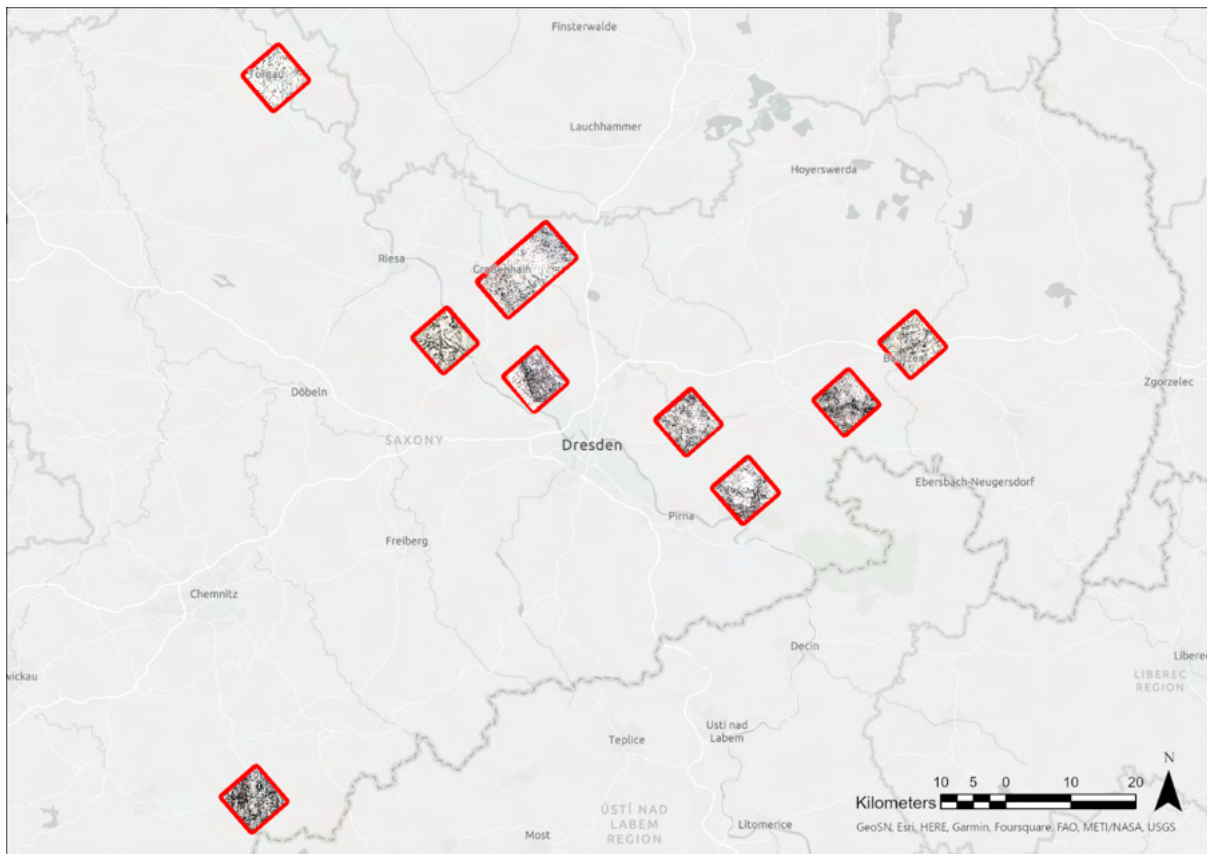 Finsterwalde
Torgau
Lauchhammer
Hoyerswerda
Riesa
Großenhain
Bautzen
Zgorzelec
Döbeln
SAXONY
Dresden
Ebersbach-Neugersdorf
Pirna
Freiberg
Chemnitz
Decín
Liberec
wickau
LIBEREC
REGION
Usti nad
Labem
Teplice
N
10 5 0 10 20
Kilometers
ÚSTÍ NAD
LABEM
REGION
Most
Litomerice
GeoSN, Esri, HERE, Garmin, Foursquare, FAO, METI/NASA, USGS